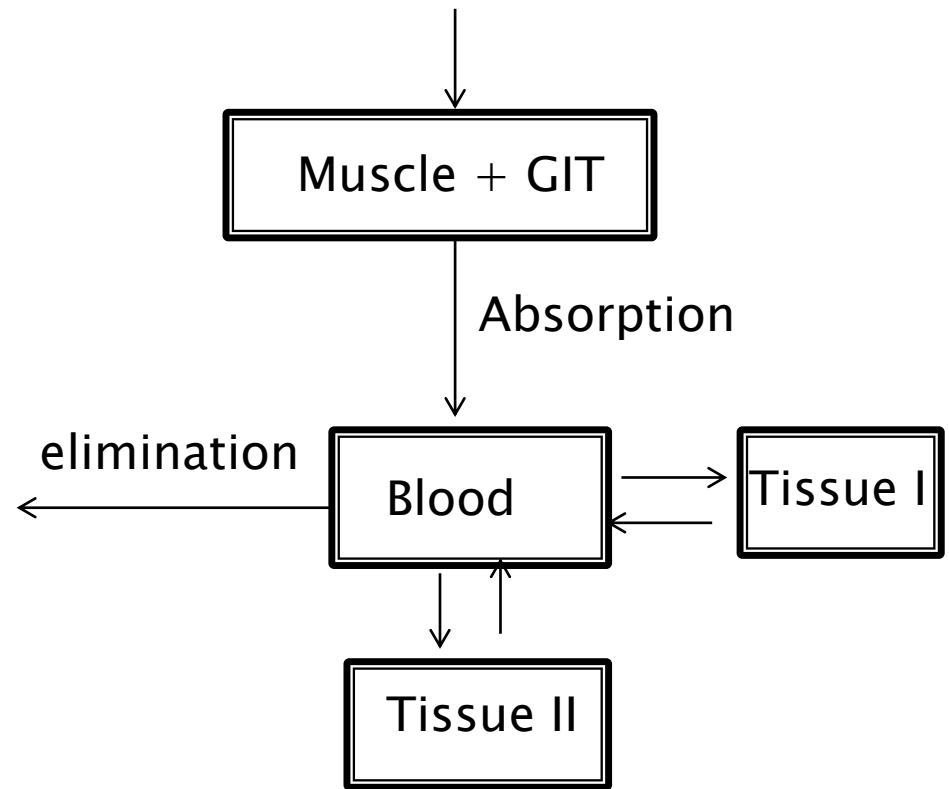 Muscle + GIT
Absorption
elimination
Blood
Tissue I
Tissue II